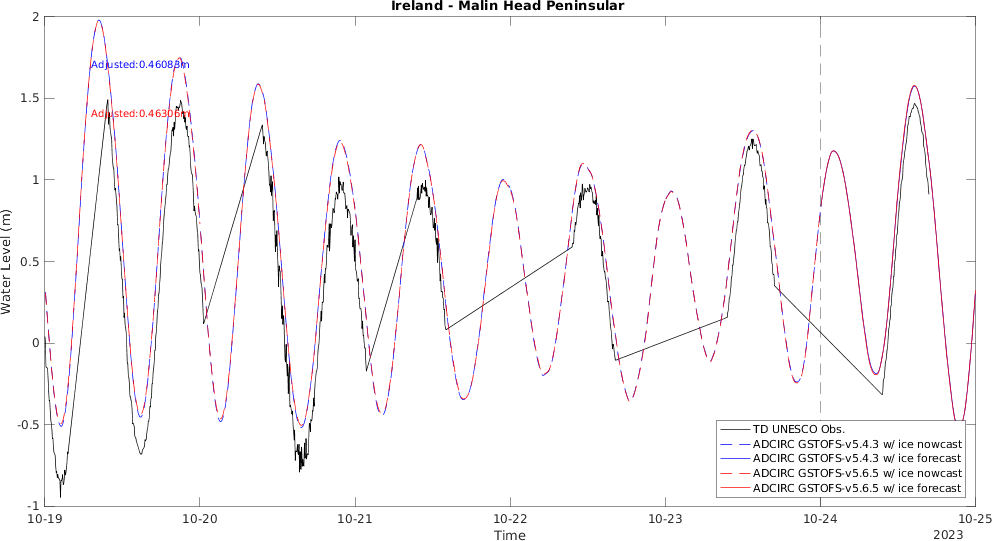 Ireland - Malin Head Peninsular
2
1.5
1
0.5
0
-0.5
-1
Water Level (m)
Adjusted:0.46083m
Adjusted:0.46306m
TD UNESCO Obs.
ADCIRC GSTOFS-v5.4.3 w/ ice nowcast
ADCIRC GSTOFS-v5.4.3 w/ ice forecast
ADCIRC GSTOFS-v5.6.5 w/ ice nowcast
ADCIRC GSTOFS-v5.6.5 w/ ice forecast
10-19 10-20 10-21 10-22 10-23 10-24 10-25
Time
2023